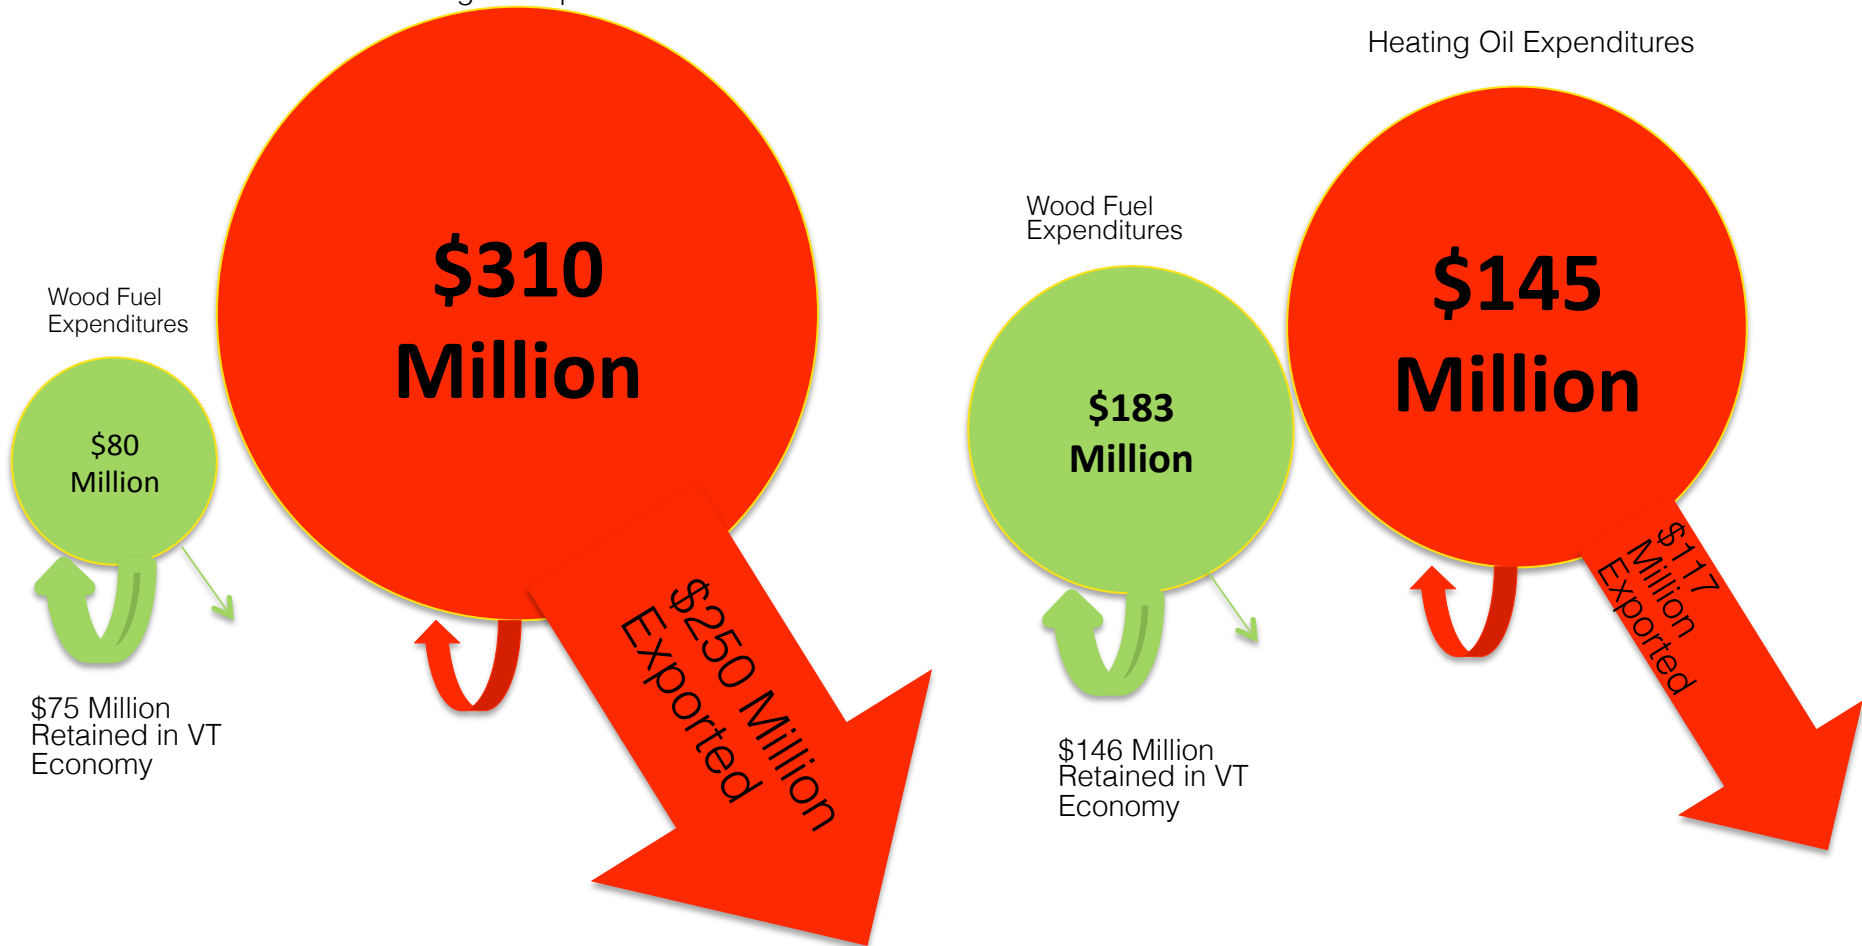 Heating Oil Expenditures
Wood Fuel
Expenditures
$310
Million
Wood Fuel
Expenditures
$80
Million
$145
Million
$183
Million
$250 Million
Exported
$117
Million
Exported
$75 Million
Retained in VT
Economy
$146 Million
Retained in VT
Economy